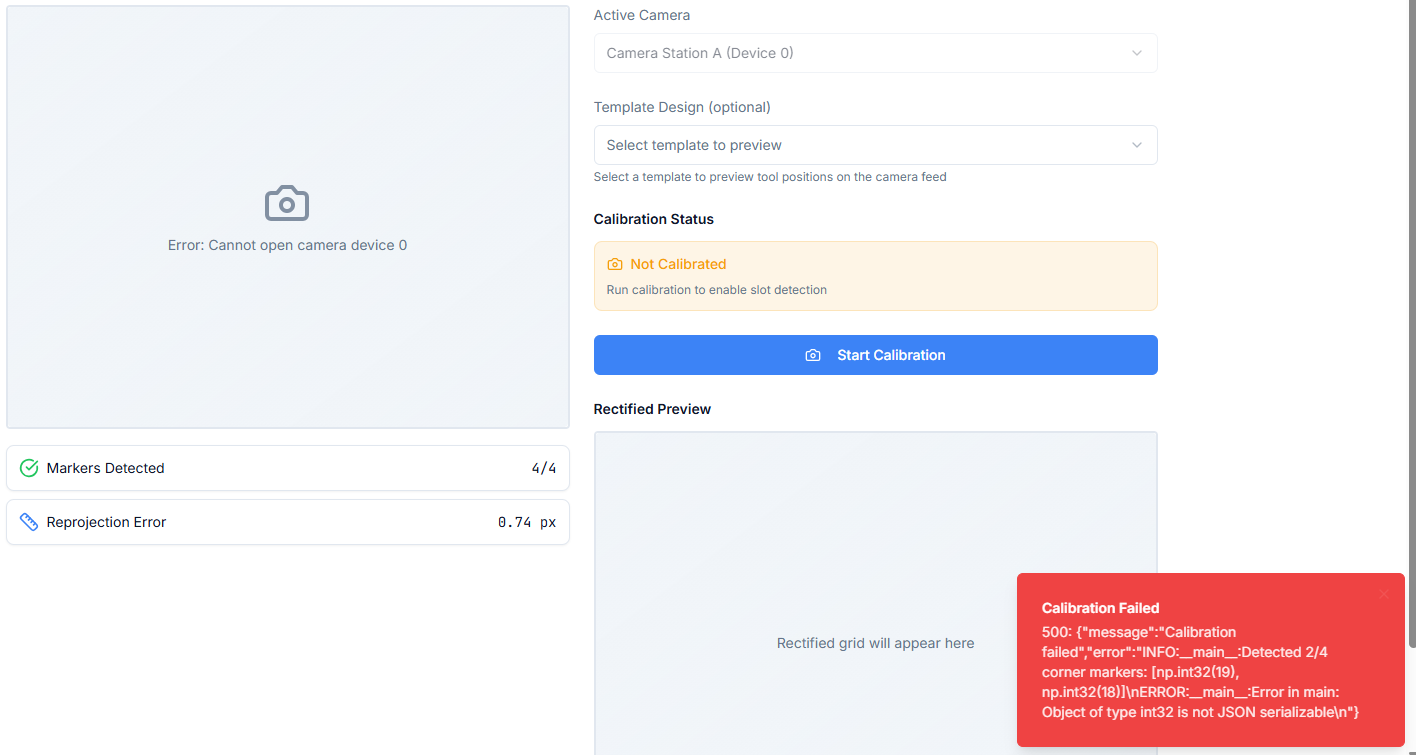 Error: Cannot open camera device 0
Markers Detected 4/4
Reprojection Error 0.74 px
Active Camera
Camera Station A (Device 0)
Template Design (optional)
Select template to preview
Select a template to preview tool positions on the camera feed
Calibration Status
Not Calibrated
Run calibration to enable slot detection
Start Calibration
Rectified Preview
Rectified grid will appear here
Calibration Failed
500: {"message":"Calibration
failed","error":"INFO:__main__:Detected 2/4
corner markers: [np.int32(19),
np.int32(18)]\nERROR:__main__:Error in main:
Object of type int32 is not JSON serializable\n"}